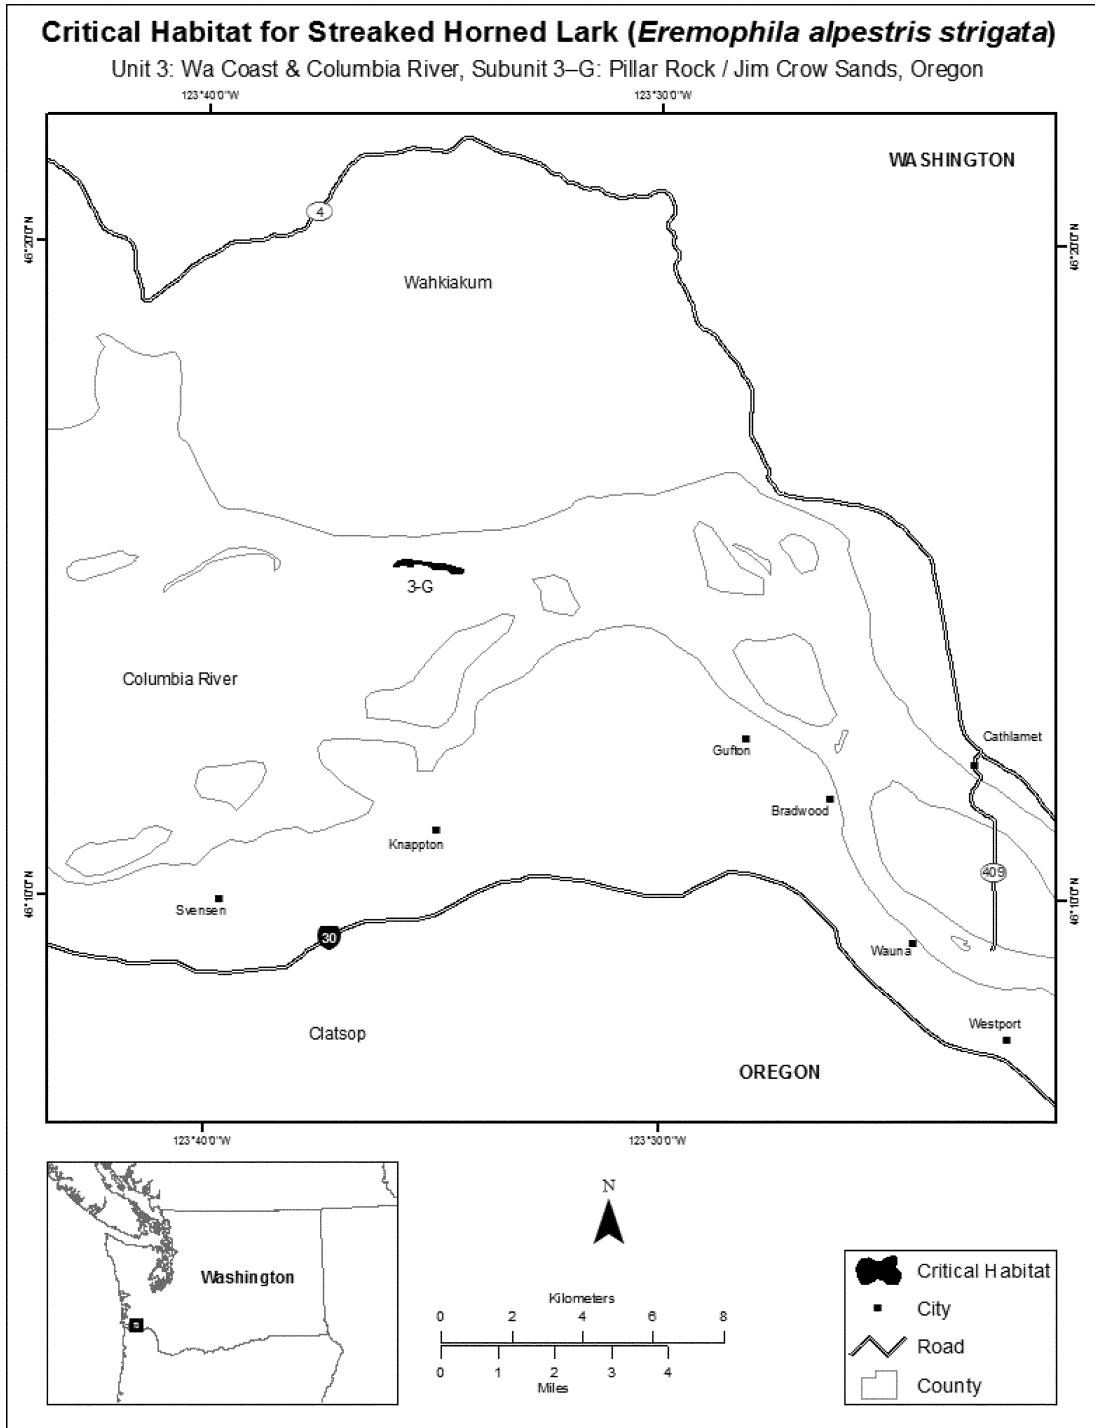 Critical Habitat for Streaked Horned Lark (Eremophila alpestris strigata)
Unit 3: Wa Coast & Columbia River, Subunit 3–G: Pillar Rock / Jim Crow Sands, Oregon
123°40'0"W 123°30'0"W
WASHINGTON
4
46°20'0"N 46°20'0"N
Wahkiakum
3-G
Columbia River
Cathlamet
Gufton
Bradwood
Knappton
409
46°10'0"N 46°10'0"N
Svensen
30
Wauna
Westport
Clatsop
OREGON
123°40'0"W 123°30'0"W
Washington
N
Kilometers
0 2 4 6 8
0 1 2 3 4
Miles
Critical Habitat
City
Road
County